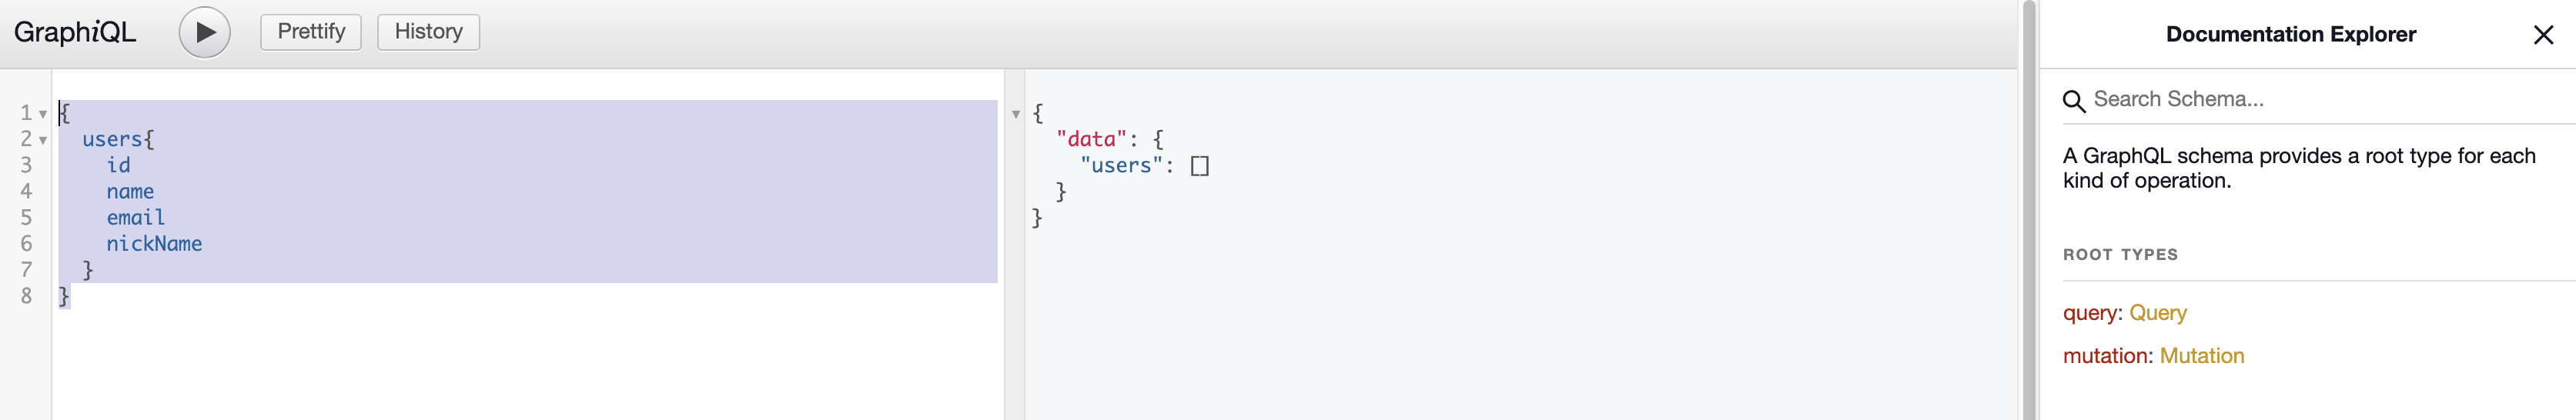 GraphiQL
Prettify
History
1 {
2 users{
3 id
4 name
5 email
6 nickName
7 }
8 }
{
"data": {
"users": []
}
}
Documentation Explorer
Search Schema...
A GraphQL schema provides a root type for each
kind of operation.
ROOT TYPES
query: Query
mutation: Mutation